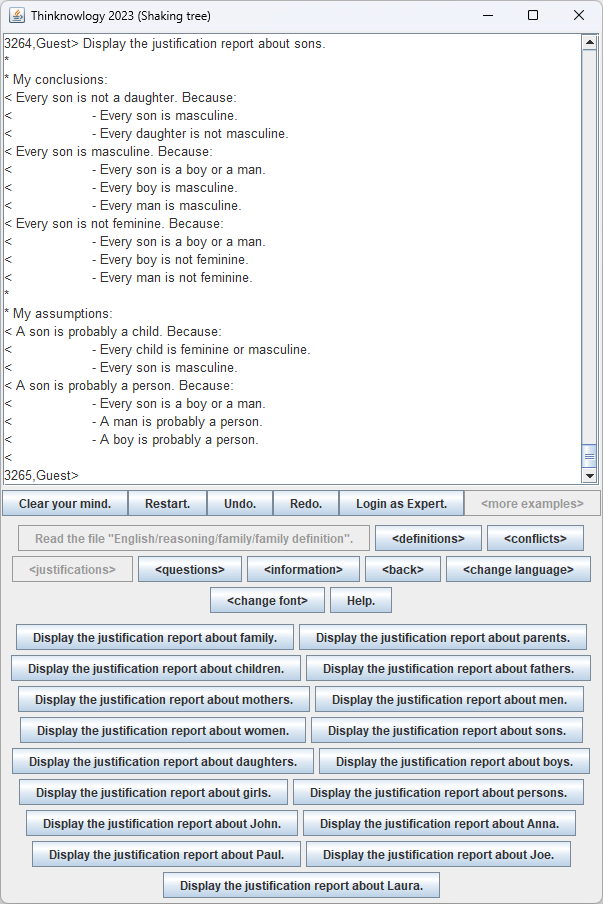 Thinknowlogy 2023 (Shaking tree)
3264,Guest> Display the justification report about sons.
*
* My conclusions:
< Every son is not a daughter. Because:
< - Every son is masculine.
< - Every daughter is not masculine.
< Every son is masculine. Because:
< - Every son is a boy or a man.
< - Every boy is masculine.
< - Every man is masculine.
< Every son is not feminine. Because:
< - Every son is a boy or a man.
< - Every boy is not feminine.
< - Every man is not feminine.
*
* My assumptions:
< A son is probably a child. Because:
< - Every child is feminine or masculine.
< - Every son is masculine.
< A son is probably a person. Because:
< - Every son is a boy or a man.
< - A man is probably a person.
< - A boy is probably a person.
<
3265,Guest>
Clear your mind. Restart. Undo. Redo. Login as Expert. <more examples>
Read the file "English/reasoning/family/family definition". <definitions> <conflicts>
<justifications> <questions> <information> <back> <change language>
<change font> Help.
Display the justification report about family. Display the justification report about parents.
Display the justification report about children. Display the justification report about fathers.
Display the justification report about mothers. Display the justification report about men.
Display the justification report about women. Display the justification report about sons.
Display the justification report about daughters. Display the justification report about boys.
Display the justification report about girls. Display the justification report about persons.
Display the justification report about John. Display the justification report about Anna.
Display the justification report about Paul. Display the justification report about Joe.
Display the justification report about Laura.